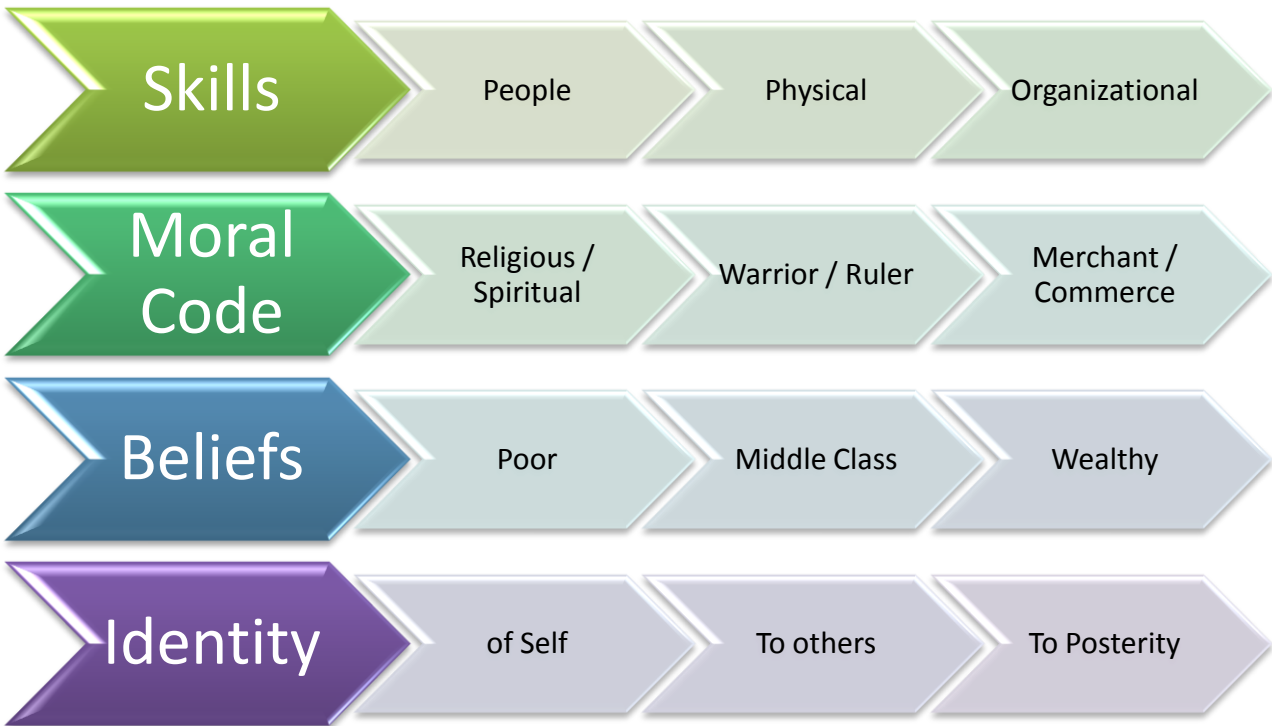 Skills
People
Physical
Organizational
Moral
Code
Religious /
Spiritual
Warrior / Ruler
Merchant /
Commerce
Beliefs
Poor
Middle Class
Wealthy
Identity
of Self
To others
To Posterity